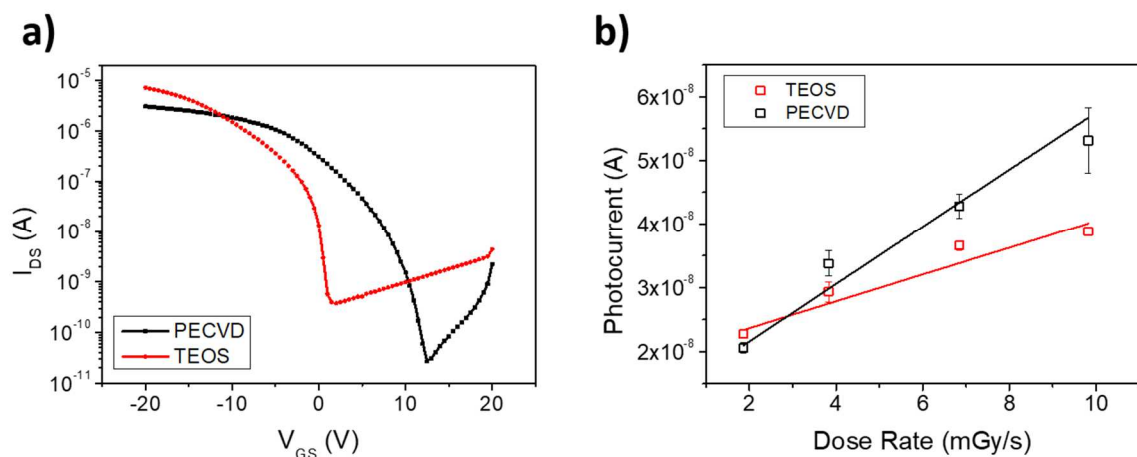 a)
10⁻⁵
10⁻⁶
10⁻⁷
10⁻⁸
10⁻⁹
10⁻¹⁰
10⁻¹¹
I_DS (A)
PECVD
TEOS
-20 -10 0 10 20
V_GS (V)
b)
6x10⁻⁸
5x10⁻⁸
4x10⁻⁸
3x10⁻⁸
2x10⁻⁸
Photocurrent (A)
TEOS
PECVD
2 4 6 8 10
Dose Rate (mGy/s)